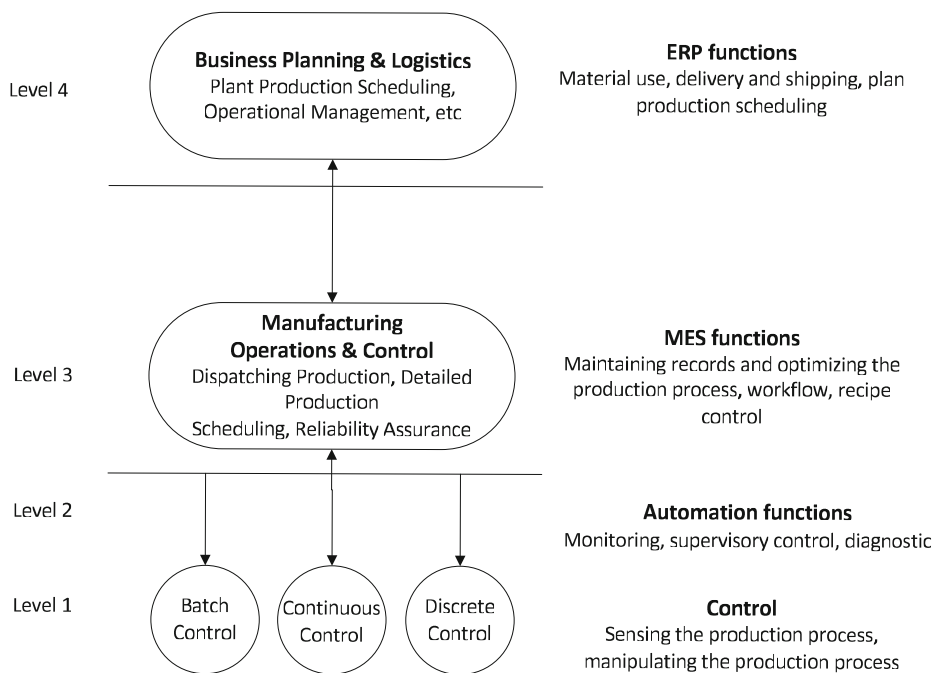 Level 4
Business Planning & Logistics
Plant Production Scheduling,
Operational Management, etc
ERP functions
Material use, delivery and shipping, plan
production scheduling
Level 3
Manufacturing
Operations & Control
Dispatching Production, Detailed
Production
Scheduling, Reliability Assurance
MES functions
Maintaining records and optimizing the
production process, workflow, recipe
control
Level 2
Automation functions
Monitoring, supervisory control, diagnostic
Level 1
Batch
Control
Continuous
Control
Discrete
Control
Control
Sensing the production process,
manipulating the production process